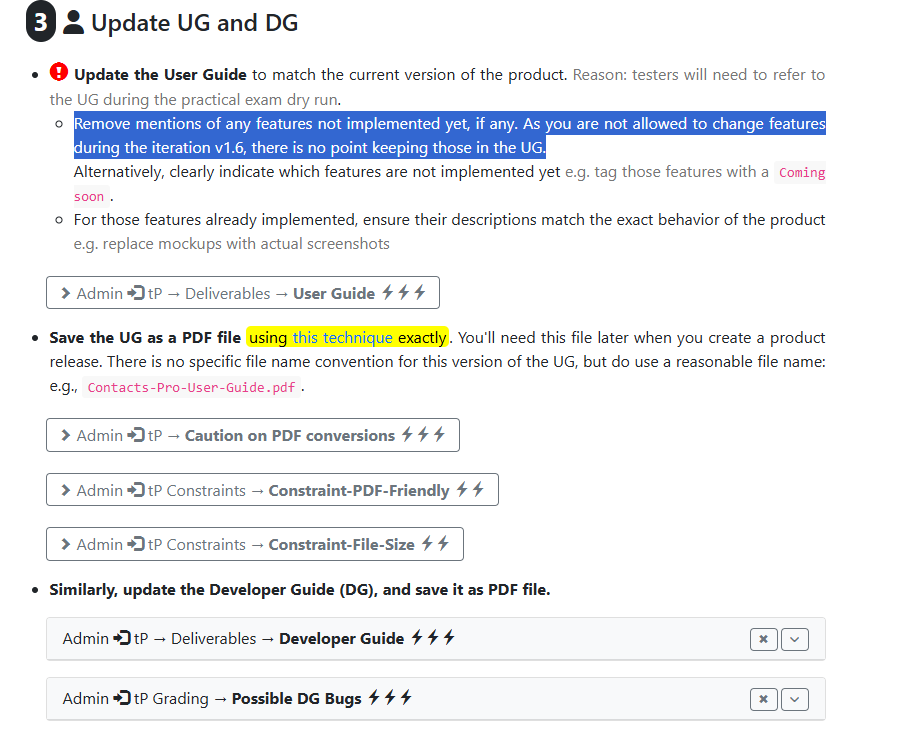 3 Update UG and DG
• Update the User Guide to match the current version of the product. Reason: testers will need to refer to
the UG during the practical exam dry run.
◦ Remove mentions of any features not implemented yet, if any. As you are not allowed to change features
during the iteration v1.6, there is no point keeping those in the UG.
Alternatively, clearly indicate which features are not implemented yet e.g. tag those features with a Coming
soon .
◦ For those features already implemented, ensure their descriptions match the exact behavior of the product
e.g. replace mockups with actual screenshots
Admin tP → Deliverables → User Guide
• Save the UG as a PDF file using this technique exactly. You'll need this file later when you create a product
release. There is no specific file name convention for this version of the UG, but do use a reasonable file name:
e.g., Contacts-Pro-User-Guide.pdf .
Admin tP → Caution on PDF conversions
Admin tP Constraints → Constraint-PDF-Friendly
Admin tP Constraints → Constraint-File-Size
• Similarly, update the Developer Guide (DG), and save it as PDF file.
Admin tP → Deliverables → Developer Guide
Admin tP Grading → Possible DG Bugs